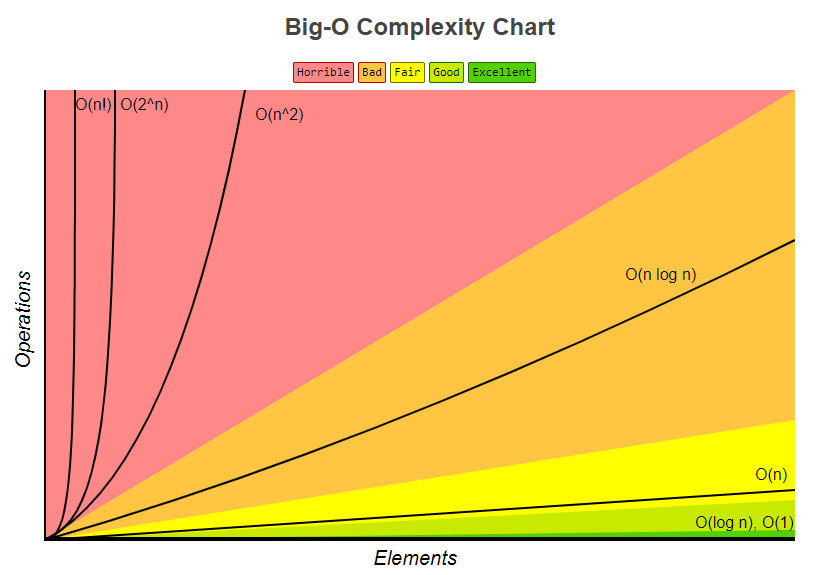 Big-O Complexity Chart
Horrible Bad Fair Good Excellent
O(n!) O(2^n)
O(n^2)
O(n log n)
Operations
O(n)
O(log n), O(1)
Elements